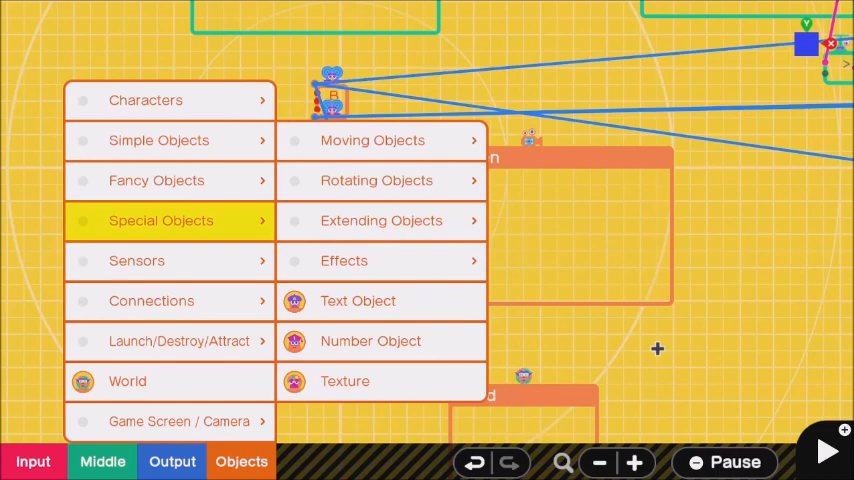 Y
B
Characters
Simple Objects
Moving Objects
Fancy Objects
Rotating Objects
Special Objects
Extending Objects
Sensors
Effects
Connections
Text Object
Launch/Destroy/Attract
Number Object
World
Texture
Game Screen / Camera
Input
Middle
Output
Objects
Pause